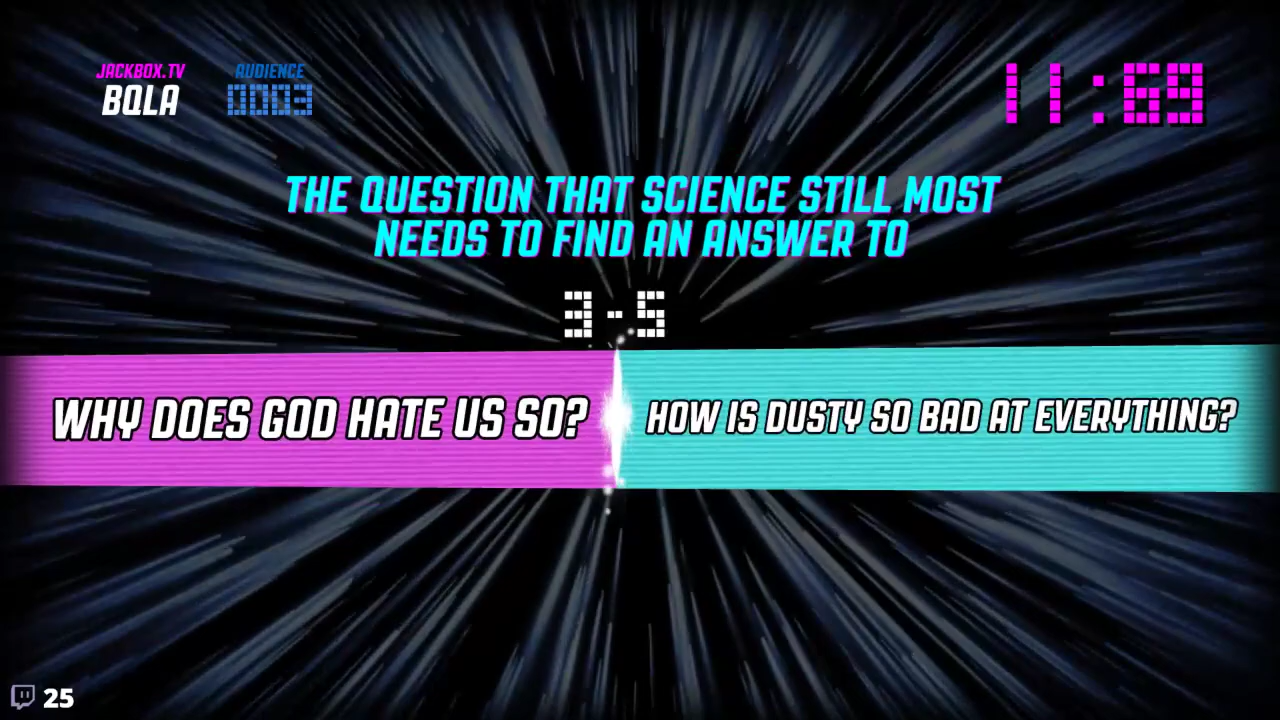 JACKBOX.TV
BQLA
AUDIENCE
0003
11:69
THE QUESTION THAT SCIENCE STILL MOST
NEEDS TO FIND AN ANSWER TO
3-5
WHY DOES GOD HATE US SO?
HOW IS DUSTY SO BAD AT EVERYTHING?
25